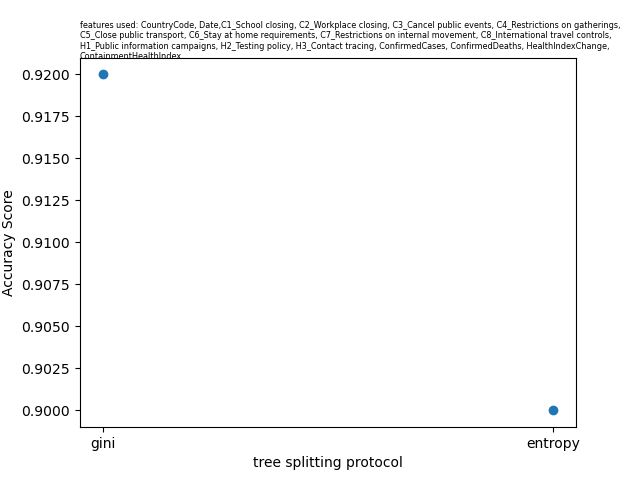 features used: CountryCode, Date,C1_School closing, C2_Workplace closing, C3_Cancel public events, C4_Restrictions on gatherings,
C5_Close public transport, C6_Stay at home requirements, C7_Restrictions on internal movement, C8_International travel controls,
H1_Public information campaigns, H2_Testing policy, H3_Contact tracing, ConfirmedCases, ConfirmedDeaths, HealthIndexChange,
ContainmentHealthIndex
0.9200
0.9175
0.9150
0.9125
0.9100
0.9075
0.9050
0.9025
0.9000
Accuracy Score
gini
entropy
tree splitting protocol